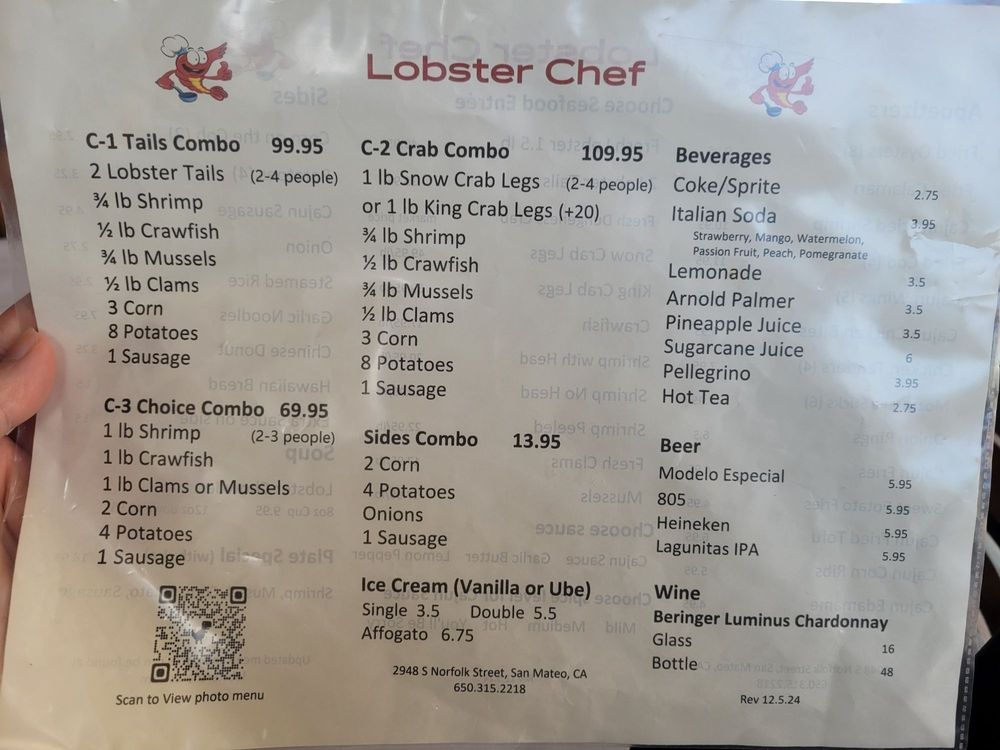 Lobster Chef
C-1 Tails Combo 99.95
2 Lobster Tails (2-4 people)
¾ lb Shrimp
½ lb Crawfish
¾ lb Mussels
½ lb Clams
3 Corn
8 Potatoes
1 Sausage
C-3 Choice Combo 69.95
1 lb Shrimp (2-3 people)
1 lb Crawfish
1 lb Clams or Mussels
2 Corn
4 Potatoes
1 Sausage
Scan to View photo menu
C-2 Crab Combo 109.95
1 lb Snow Crab Legs (2-4 people)
or 1 lb King Crab Legs (+20)
¾ lb Shrimp
½ lb Crawfish
¾ lb Mussels
½ lb Clams
3 Corn
8 Potatoes
1 Sausage
Sides Combo 13.95
2 Corn
4 Potatoes
Onions
1 Sausage
Ice Cream (Vanilla or Ube)
Single 3.5 Double 5.5
Affogato 6.75
2948 S Norfolk Street, San Mateo, CA
650.315.2218
Beverages
Coke/Sprite 2.75
Italian Soda 3.95
Strawberry, Mango, Watermelon,
Passion Fruit, Peach, Pomegranate
Lemonade 3.5
Arnold Palmer 3.5
Pineapple Juice 3.5
Sugarcane Juice 6
Pellegrino 3.95
Hot Tea 2.75
Beer
Modelo Especial 5.95
805 5.95
Heineken 5.95
Lagunitas IPA 5.95
Wine
Beringer Luminus Chardonnay
Glass 16
Bottle 48
Rev 12.5.24